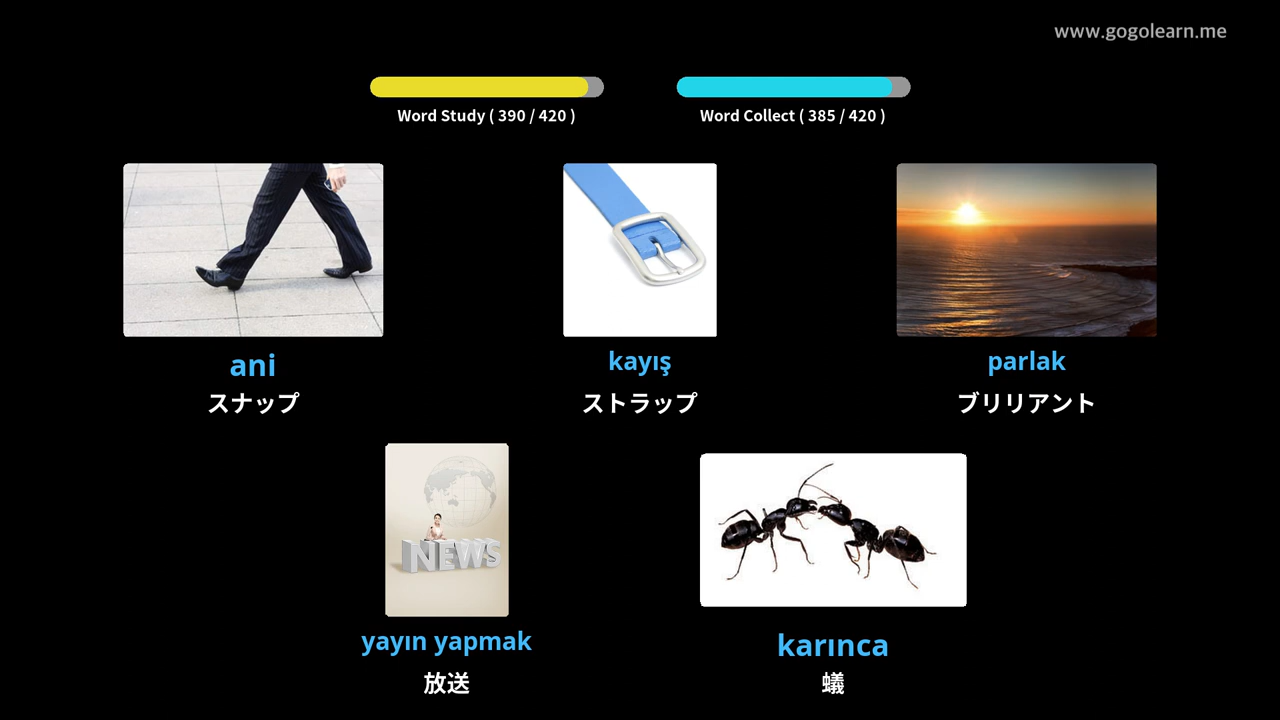 www.gogolearn.me
Word Study ( 390 / 420 )
Word Collect ( 385 / 420 )
ani
スナップ
kayış
ストラップ
parlak
ブリリアント
NEWS
yayın yapmak
放送
karınca
蟻